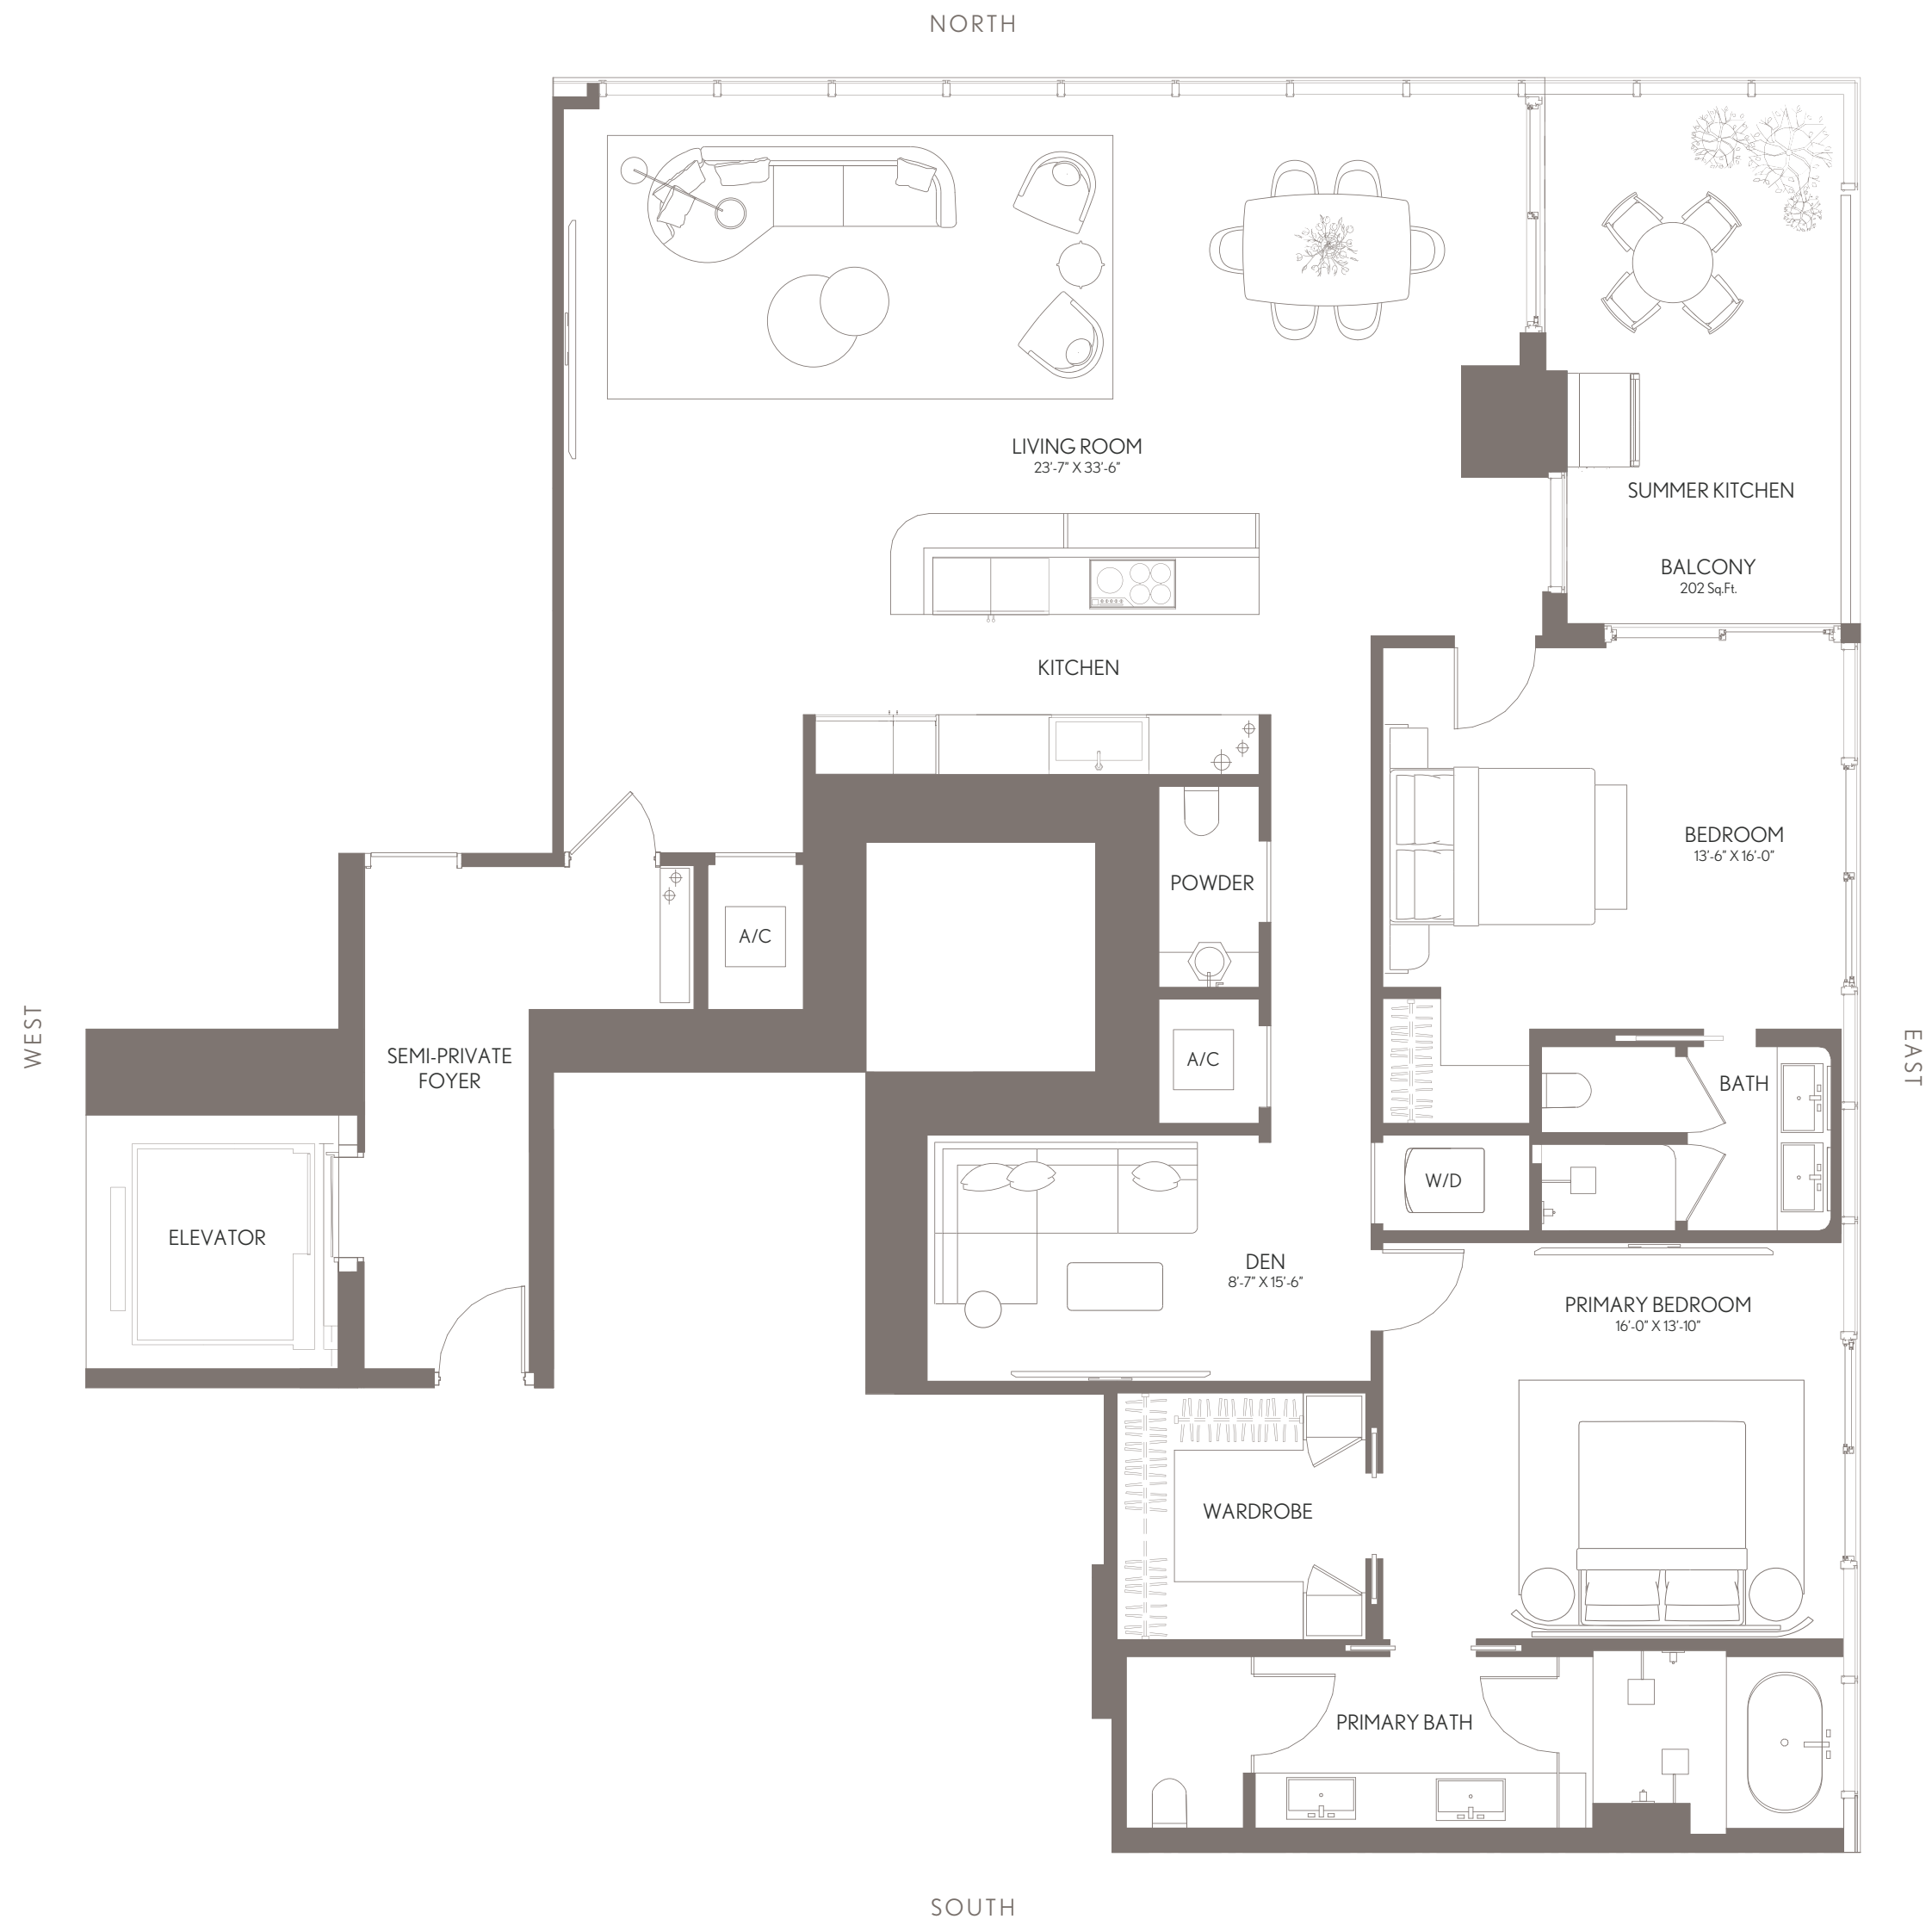 NORTH
LIVING ROOM
23'-7" X 33'-6"
SUMMER KITCHEN
BALCONY
202 Sq.Ft.
KITCHEN
BEDROOM
13'-6" X 16'-0"
POWDER
A/C
WEST
SEMI-PRIVATE
FOYER
A/C
EAST
BATH
W/D
ELEVATOR
DEN
8'-7" X 15'-6"
PRIMARY BEDROOM
16'-0" X 13'-10"
WARDROBE
PRIMARY BATH
SOUTH